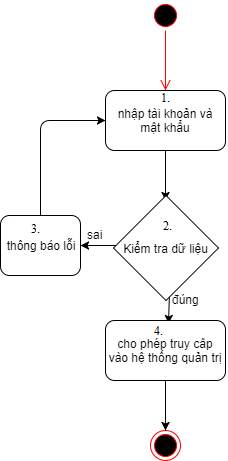 1.
nhập tài khoản và
mật khẩu
2.
Kiểm tra dữ liệu
sai
3.
thông báo lỗi
đúng
4.
cho phép truy cập
vào hệ thống quản trị